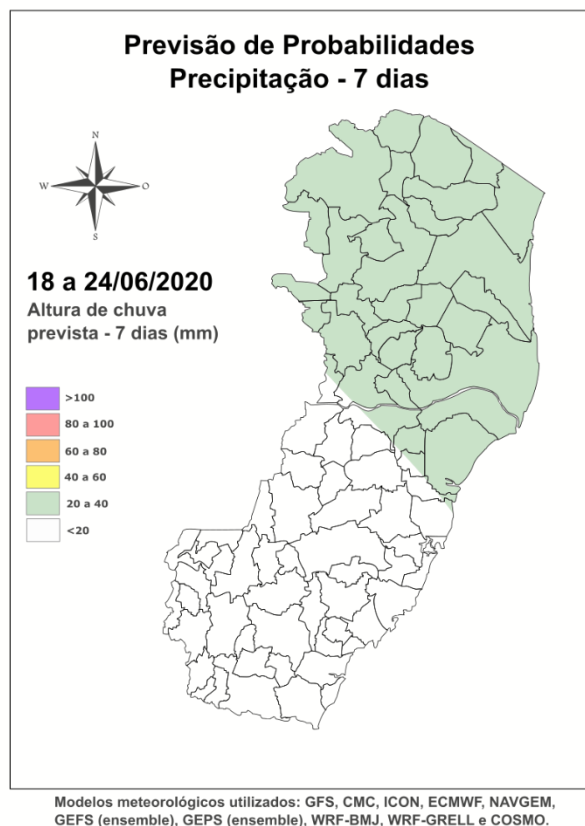 Previsão de Probabilidades
Precipitação - 7 dias
N
W
O
S
18 a 24/06/2020
Altura de chuva
prevista - 7 dias (mm)
>100
80 a 100
60 a 80
40 a 60
20 a 40
<20
Modelos meteorológicos utilizados: GFS, CMC, ICON, ECMWF, NAVGEM,
GEFS (ensemble), GEPS (ensemble), WRF-BMJ, WRF-GRELL e COSMO.